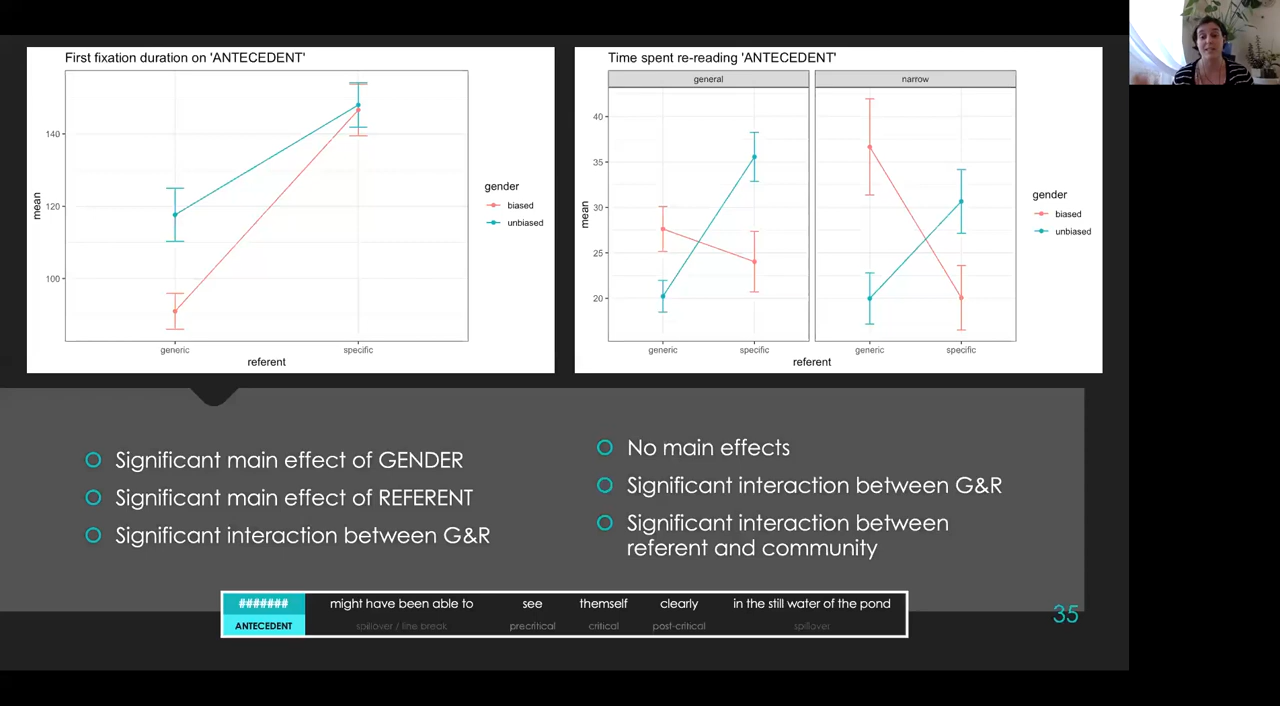 First fixation duration on 'ANTECEDENT'
mean
140
120
100
generic
specific
referent
gender
biased
unbiased
Time spent re-reading 'ANTECEDENT'
general
narrow
mean
40
35
30
25
20
generic
specific
generic
specific
referent
gender
biased
unbiased
Significant main effect of GENDER
Significant main effect of REFERENT
Significant interaction between G&R
No main effects
Significant interaction between G&R
Significant interaction between
referent and community
####### might have been able to see themself clearly in the still water of the pond
ANTECEDENT spillover / line break precritical critical post-critical spillover
35